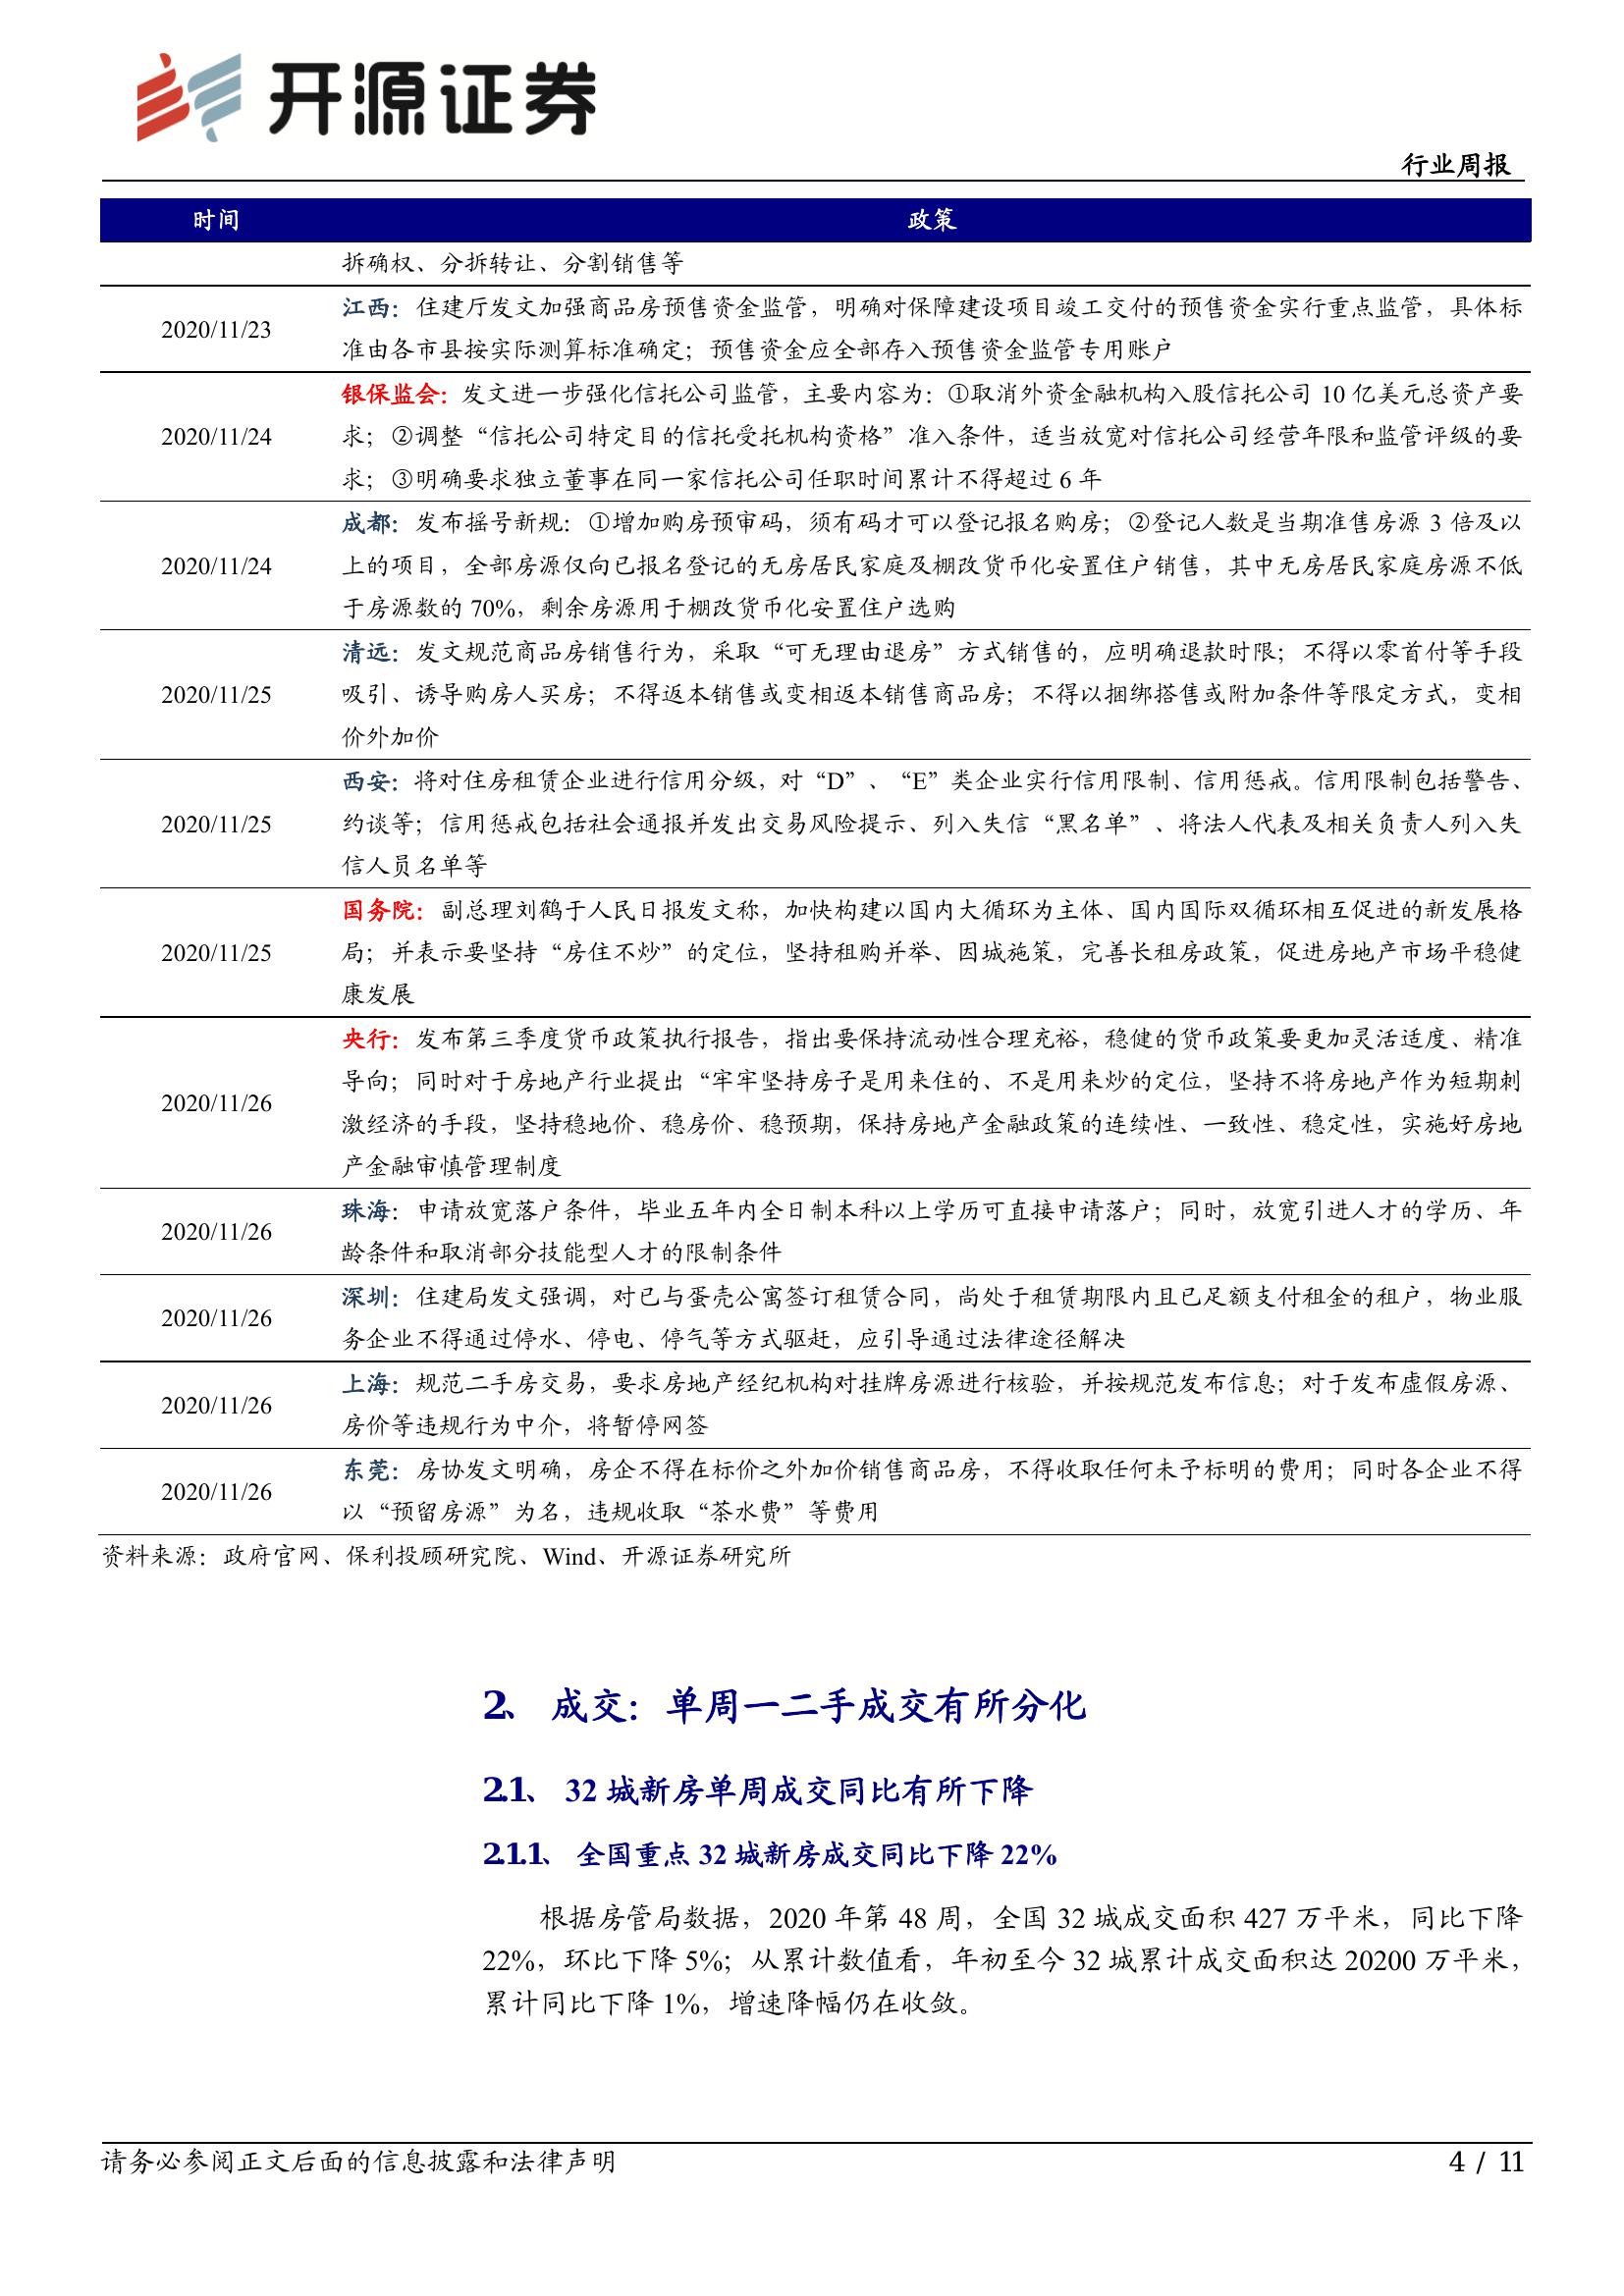 开源证券
行业周报
时间 政策
拆确权、分拆转让、分割销售等
2020/11/23
江西：住建厅发文加强商品房预售资金监管，明确对保障建设项目竣工交付的预售资金实行重点监管，具体标
准由各市县按实际测算标准确定；预售资金应全部存入预售资金监管专用账户
2020/11/24
银保监会：发文进一步强化信托公司监管，主要内容为：①取消外资金融机构入股信托公司 10 亿美元总资产要
求；②调整“信托公司特定目的信托受托机构资格”准入条件，适当放宽对信托公司经营年限和监管评级的要
求；③明确要求独立董事在同一家信托公司任职时间累计不得超过 6 年
2020/11/24
成都：发布摇号新规：①增加购房预审码，须有码才可以登记报名购房；②登记人数是当期准售房源 3 倍及以
上的项目，全部房源仅向已报名登记的无房居民家庭及棚改货币化安置住户销售，其中无房居民家庭房源不低
于房源数的 70%，剩余房源用于棚改货币化安置住户选购
2020/11/25
清远：发文规范商品房销售行为，采取“可无理由退房”方式销售的，应明确退款时限；不得以零首付等手段
吸引、诱导购房人买房；不得返本销售或变相返本销售商品房；不得以捆绑搭售或附加条件等限定方式，变相
价外加价
2020/11/25
西安：将对住房租赁企业进行信用分级，对“D”、“E”类企业实行信用限制、信用惩戒。信用限制包括警告、
约谈等；信用惩戒包括社会通报并发出交易风险提示、列入失信“黑名单”、将法人代表及相关负责人列入失
信人员名单等
2020/11/25
国务院：副总理刘鹤于人民日报发文称，加快构建以国内大循环为主体、国内国际双循环相互促进的新发展格
局；并表示要坚持“房住不炒”的定位，坚持租购并举、因城施策，完善长租房政策，促进房地产市场平稳健
康发展
2020/11/26
央行：发布第三季度货币政策执行报告，指出要保持流动性合理充裕，稳健的货币政策要更加灵活适度、精准
导向；同时对于房地产行业提出“牢牢坚持房子是用来住的、不是用来炒的定位，坚持不将房地产作为短期刺
激经济的手段，坚持稳地价、稳房价、稳预期，保持房地产金融政策的连续性、一致性、稳定性，实施好房地
产金融审慎管理制度
2020/11/26
珠海：申请放宽落户条件，毕业五年内全日制本科以上学历可直接申请落户；同时，放宽引进人才的学历、年
龄条件和取消部分技能型人才的限制条件
2020/11/26
深圳：住建局发文强调，对已与蛋壳公寓签订租赁合同，尚处于租赁期限内且已足额支付租金的租户，物业服
务企业不得通过停水、停电、停气等方式驱赶，应引导通过法律途径解决
2020/11/26
上海：规范二手房交易，要求房地产经纪机构对挂牌房源进行核验，并按规范发布信息；对于发布虚假房源、
房价等违规行为中介，将暂停网签
2020/11/26
东莞：房协发文明确，房企不得在标价之外加价销售商品房，不得收取任何未予标明的费用；同时各企业不得
以“预留房源”为名，违规收取“茶水费”等费用
资料来源：政府官网、保利投顾研究院、Wind、开源证券研究所
2、 成交：单周一二手成交有所分化
2.1、 32 城新房单周成交同比有所下降
2.1.1、 全国重点 32 城新房成交同比下降 22%
根据房管局数据，2020 年第 48 周，全国 32 城成交面积 427 万平米，同比下降
22%，环比下降 5%；从累计数值看，年初至今 32 城累计成交面积达 20200 万平米，
累计同比下降 1%，增速降幅仍在收敛。
请务必参阅正文后面的信息披露和法律声明
4 / 11